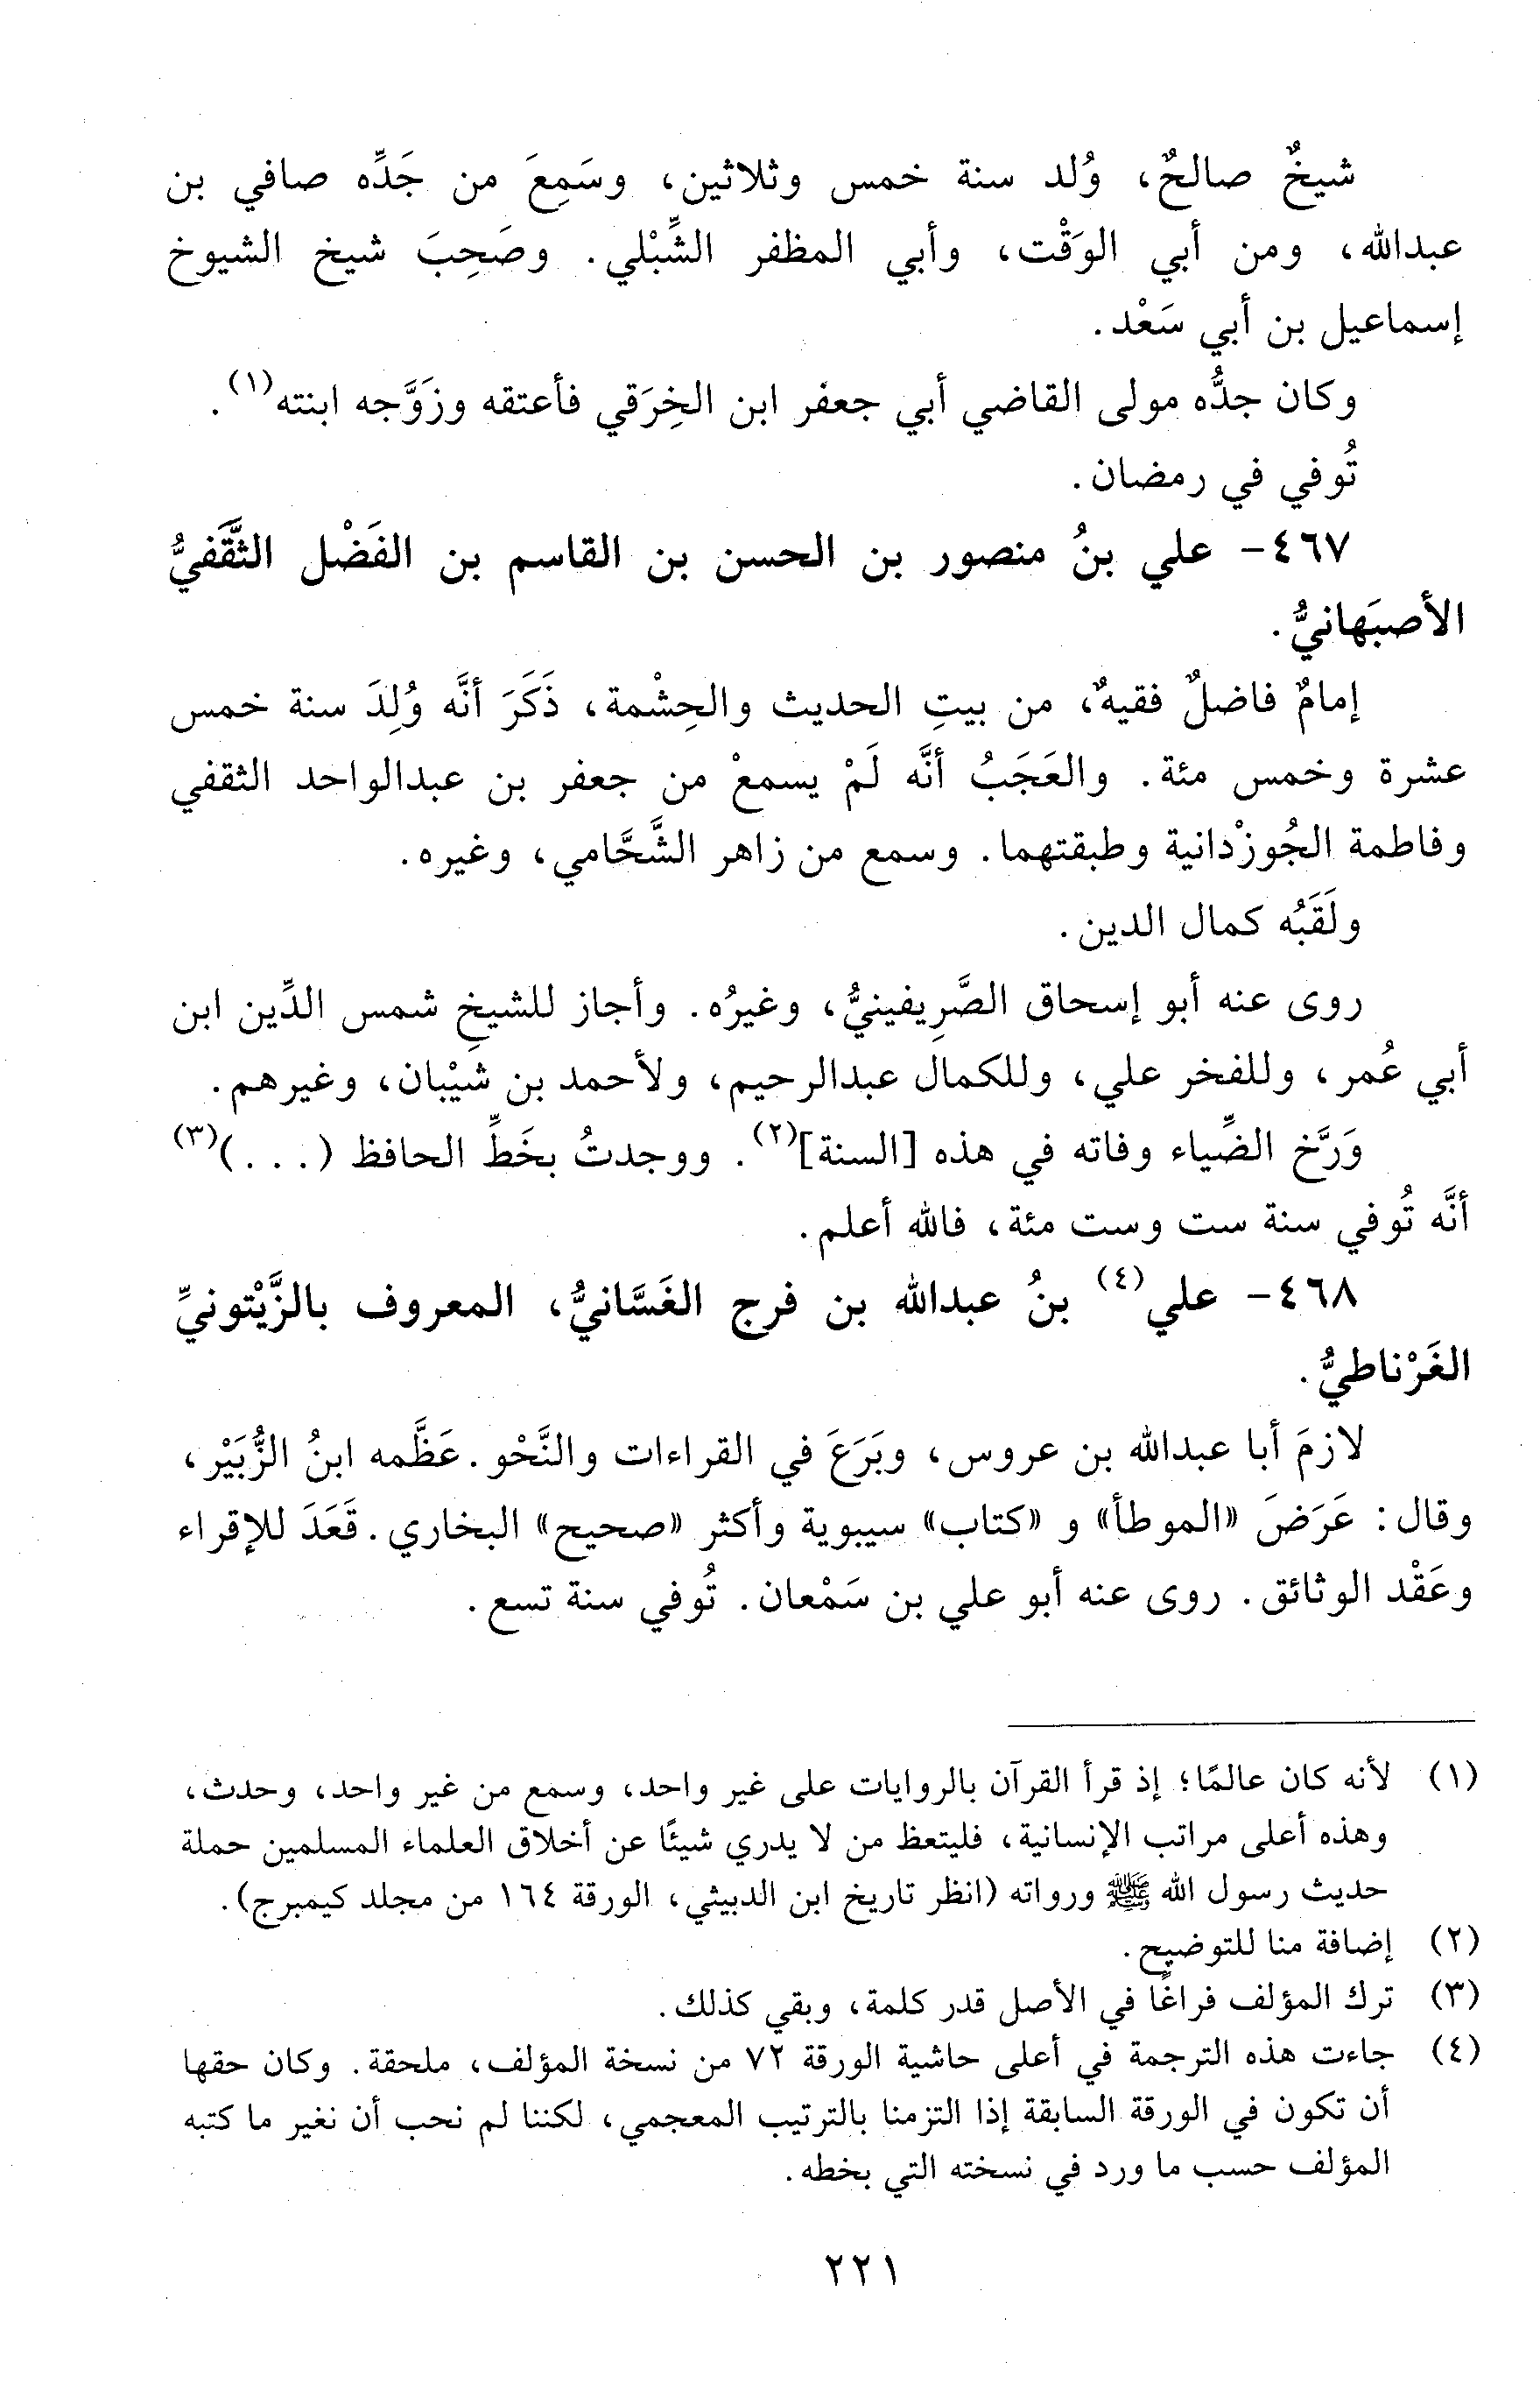 شيخٌ صالحٌ، وُلد سنة خمس وثلاثين، وسَمِعَ من جَدِّه صافي بن
عبدالله، ومن أبي الوَقْت، وأبي المظفر الشِّبْلي. وصَحِبَ شيخ الشيوخ
إسماعيل بن أبي سَعْد.
وكان جدُّه مولى القاضي أبي جعفر ابن الخِرَقي فأعتقه وزَوَّجه ابنته(١).
تُوفي في رمضان.
٤٦٧- علي بنُ منصور بن الحسن بن القاسم بن الفَضْل الثَّقَفيُّ
الأصبَهانيُّ.
إمامٌ فاضلٌ فقيهٌ، من بيتِ الحديث والحِشْمة، ذَكَرَ أنَّه وُلِدَ سنة خمس
عشرة وخمس مئة. والعَجَبُ أنَّه لَمْ يسمعْ من جعفر بن عبدالواحد الثقفي
وفاطمة الجُوزْدانية وطبقتهما. وسمع من زاهر الشَّحَّامي، وغيره.
ولَقَبُه كمال الدين.
روى عنه أبو إسحاق الصَّرِيفينيُّ، وغيرُه. وأجاز للشيخِ شمس الدِّين ابن
أبي عُمر، وللفخر علي، وللكمال عبدالرحيم، ولأحمد بن شَيْبان، وغيرهم.
وَرَّخ الضِّياء وفاته في هذه [السنة](٢). ووجدتُ بخَطِّ الحافظ (...)(٣)
أنَّه تُوفي سنة ست وست مئة، فالله أعلم.
٤٦٨- علي(٤) بنُ عبدالله بن فرج الغَسَّانيُّ، المعروف بالزَّيْتونيِّ
الغَرْناطيُّ.
لازمَ أبا عبدالله بن عروس، وبَرَعَ في القراءات والنَّحْو. عَظَّمه ابنُ الزُّبَيْر،
وقال: عَرَضَ «الموطأ» و «كتاب» سيبوية وأكثر «صحيح» البخاري. قَعَدَ للإقراء
وعَقْد الوثائق. روى عنه أبو علي بن سَمْعان. تُوفي سنة تسع.
(١) لأنه كان عالمًا؛ إذ قرأ القرآن بالروايات على غير واحد، وسمع من غير واحد، وحدث،
وهذه أعلى مراتب الإنسانية، فليتعظ من لا يدري شيئًا عن أخلاق العلماء المسلمين حملة
حديث رسول الله ﷺ ورواته (انظر تاريخ ابن الدبيثي، الورقة ١٦٤ من مجلد كيمبرج).
(٢) إضافة منا للتوضيح.
(٣) ترك المؤلف فراغًا في الأصل قدر كلمة، وبقي كذلك.
(٤) جاءت هذه الترجمة في أعلى حاشية الورقة ٧٢ من نسخة المؤلف، ملحقة. وكان حقها
أن تكون في الورقة السابقة إذا التزمنا بالترتيب المعجمي، لكننا لم نحب أن نغير ما كتبه
المؤلف حسب ما ورد في نسخته التي بخطه.
٢٢١